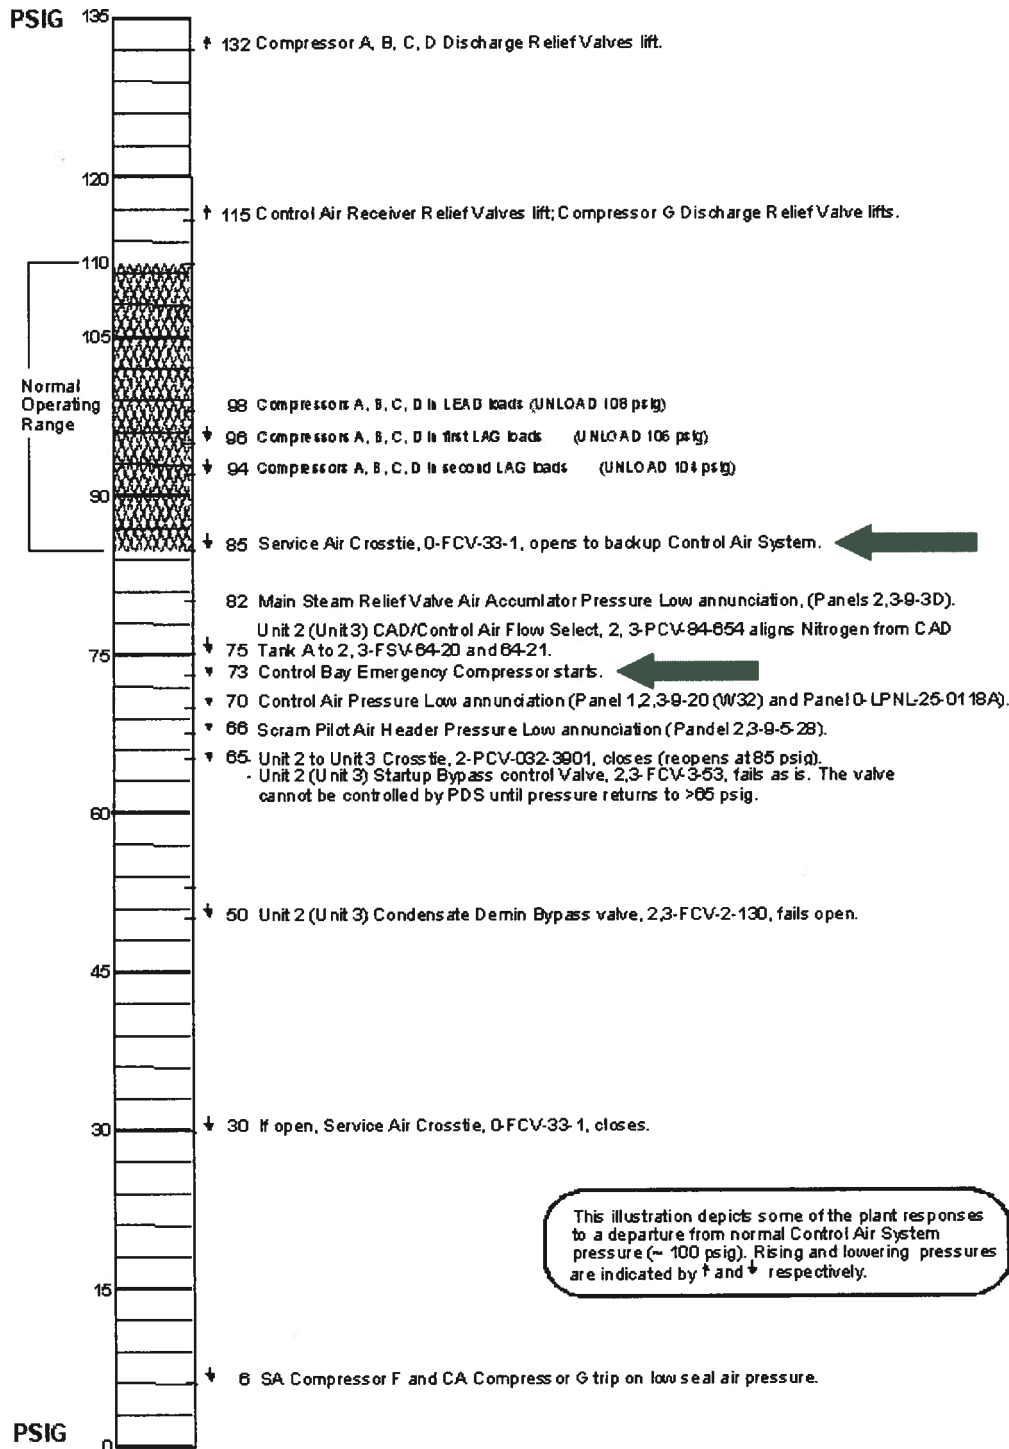 PSIG
135
132 Compressor A, B, C, D Discharge Relief Valves lift.
120
115 Control Air Receiver Relief Valves lift; Compressor G Discharge Relief Valve lifts.
110
105
Normal
Operating
Range
98 Compressors A, B, C, D in LEAD loads (UNLOAD 108 psig)
96 Compressors A, B, C, D in first LAG loads (UNLOAD 106 psig)
94 Compressors A, B, C, D in second LAG loads (UNLOAD 104 psig)
90
85 Service Air Crosstie, 0-FCV-33-1, opens to backup Control Air System.
82 Main Steam Relief Valve Air Accumlator Pressure Low annunciation, (Panels 2,3-9-3D).
Unit 2 (Unit 3) CAD/Control Air Flow Select, 2, 3-PCV-84-654 aligns Nitrogen from CAD
75
75 Tank A to 2, 3-FSV-64-20 and 64-21.
73 Control Bay Emergency Compressor starts.
70 Control Air Pressure Low annunciation (Panel 1,2,3-9-20 (W32) and Panel 0-LPNL-25-0118A).
66 Scram Pilot Air Header Pressure Low annunciation (Pandel 2,3-9-5-28).
65- Unit 2 to Unit 3 Crosstie, 2-PCV-032-3901, closes (reopens at 85 psig).
- Unit 2 (Unit 3) Startup Bypass control Valve, 2,3-FCV-3-53, fails as is. The valve
cannot be controlled by PDS until pressure returns to >65 psig.
60
50 Unit 2 (Unit 3) Condensate Demin Bypass valve, 2,3-FCV-2-130, fails open.
45
30
30 If open, Service Air Crosstie, 0-FCV-33-1, closes.
This illustration depicts some of the plant responses
to a departure from normal Control Air System
pressure (~ 100 psig). Rising and lowering pressures
are indicated by ↑ and ↓ respectively.
15
6 SA Compressor F and CA Compressor G trip on low seal air pressure.
PSIG
0